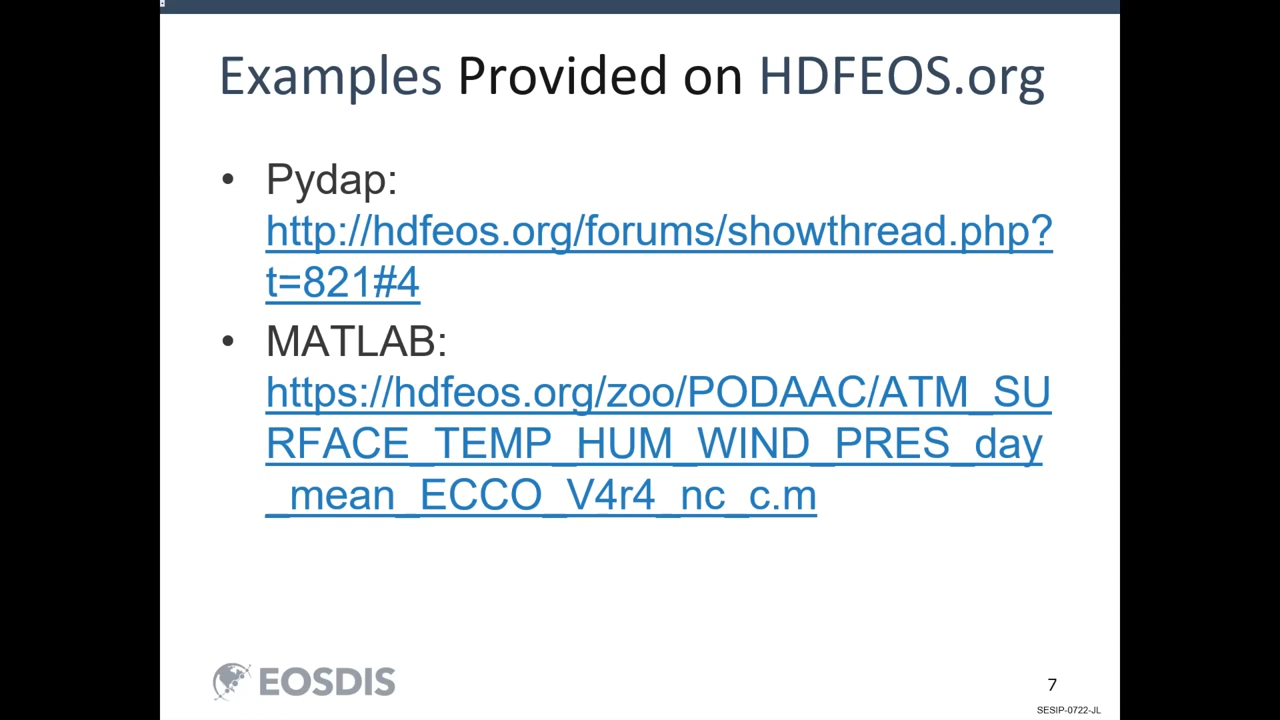 Examples Provided on HDFEOS.org
• Pydap:
http://hdfeos.org/forums/showthread.php?
t=821#4
• MATLAB:
https://hdfeos.org/zoo/PODAAC/ATM_SU
RFACE_TEMP_HUM_WIND_PRES_day
_mean_ECCO_V4r4_nc_c.m
EOSDIS
7
SESIP-0722-JL